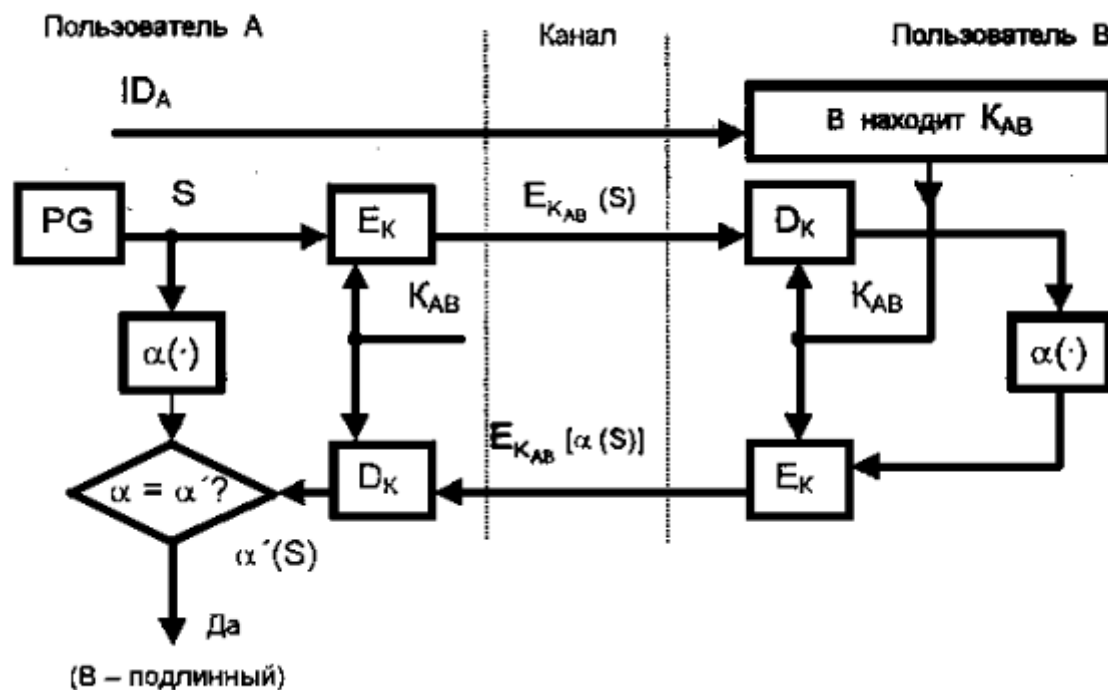 Пользователь A
Канал
Пользователь В
ID_A
В находит K_AB
PG
S
E_K
E_K_AB (S)
D_K
K_AB
K_AB
α(·)
α(·)
E_K_AB [α (S)]
α = α´?
D_K
E_K
α´(S)
Да
(В – подлинный)